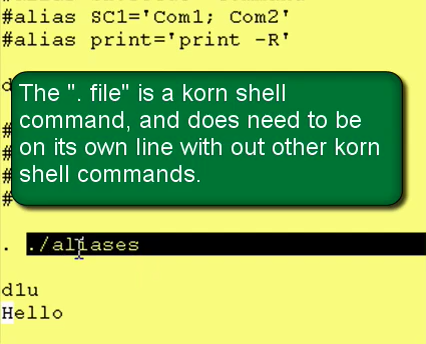 #alias SC1='Com1; Com2'
#alias print='print -R'
d
The ". file" is a korn shell
command, and does need to be
on its own line with out other korn
shell commands.
#
#
#
#
. ./aliases
d1u
Hello